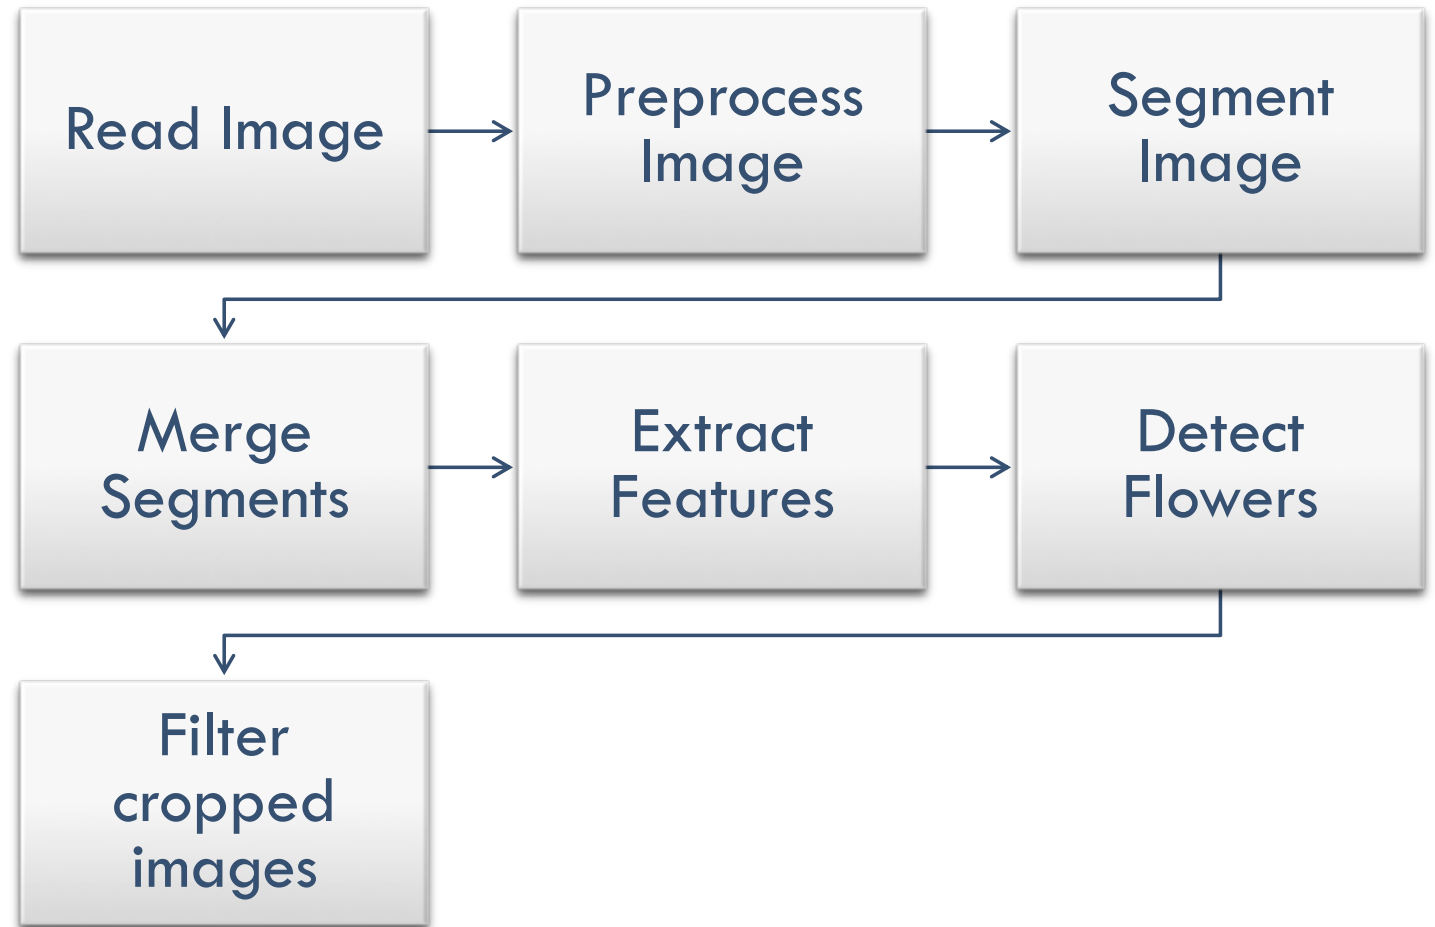 Read Image
Preprocess
Image
Segment
Image
Merge
Segments
Extract
Features
Detect
Flowers
Filter
cropped
images